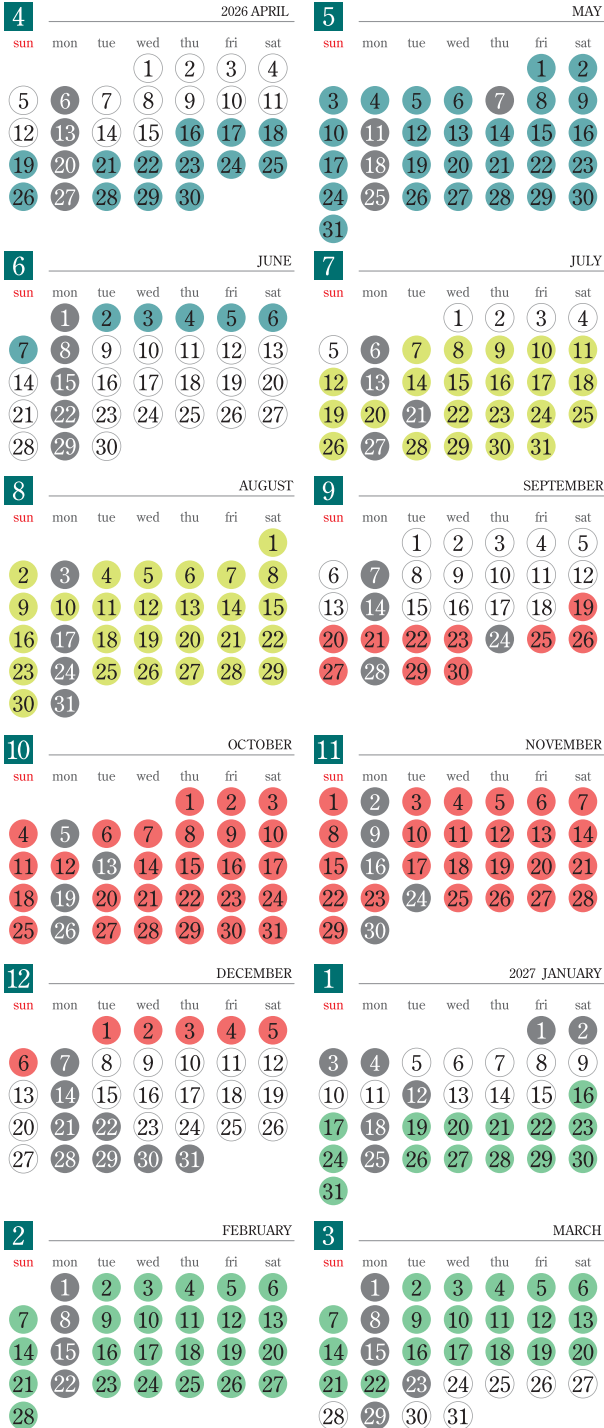 4 2026 APRIL
sun mon tue wed thu fri sat
1 2 3 4
5 6 7 8 9 10 11
12 13 14 15 16 17 18
19 20 21 22 23 24 25
26 27 28 29 30
5 MAY
sun mon tue wed thu fri sat
1 2
3 4 5 6 7 8 9
10 11 12 13 14 15 16
17 18 19 20 21 22 23
24 25 26 27 28 29 30
31
6 JUNE
sun mon tue wed thu fri sat
1 2 3 4 5 6
7 8 9 10 11 12 13
14 15 16 17 18 19 20
21 22 23 24 25 26 27
28 29 30
7 JULY
sun mon tue wed thu fri sat
1 2 3 4
5 6 7 8 9 10 11
12 13 14 15 16 17 18
19 20 21 22 23 24 25
26 27 28 29 30 31
8 AUGUST
sun mon tue wed thu fri sat
1
2 3 4 5 6 7 8
9 10 11 12 13 14 15
16 17 18 19 20 21 22
23 24 25 26 27 28 29
30 31
9 SEPTEMBER
sun mon tue wed thu fri sat
1 2 3 4 5
6 7 8 9 10 11 12
13 14 15 16 17 18 19
20 21 22 23 24 25 26
27 28 29 30
10 OCTOBER
sun mon tue wed thu fri sat
1 2 3
4 5 6 7 8 9 10
11 12 13 14 15 16 17
18 19 20 21 22 23 24
25 26 27 28 29 30 31
11 NOVEMBER
sun mon tue wed thu fri sat
1 2 3 4 5 6 7
8 9 10 11 12 13 14
15 16 17 18 19 20 21
22 23 24 25 26 27 28
29 30
12 DECEMBER
sun mon tue wed thu fri sat
1 2 3 4 5
6 7 8 9 10 11 12
13 14 15 16 17 18 19
20 21 22 23 24 25 26
27 28 29 30 31
1 2027 JANUARY
sun mon tue wed thu fri sat
1 2
3 4 5 6 7 8 9
10 11 12 13 14 15 16
17 18 19 20 21 22 23
24 25 26 27 28 29 30
31
2 FEBRUARY
sun mon tue wed thu fri sat
1 2 3 4 5 6
7 8 9 10 11 12 13
14 15 16 17 18 19 20
21 22 23 24 25 26 27
28
3 MARCH
sun mon tue wed thu fri sat
1 2 3 4 5 6
7 8 9 10 11 12 13
14 15 16 17 18 19 20
21 22 23 24 25 26 27
28 29 30 31